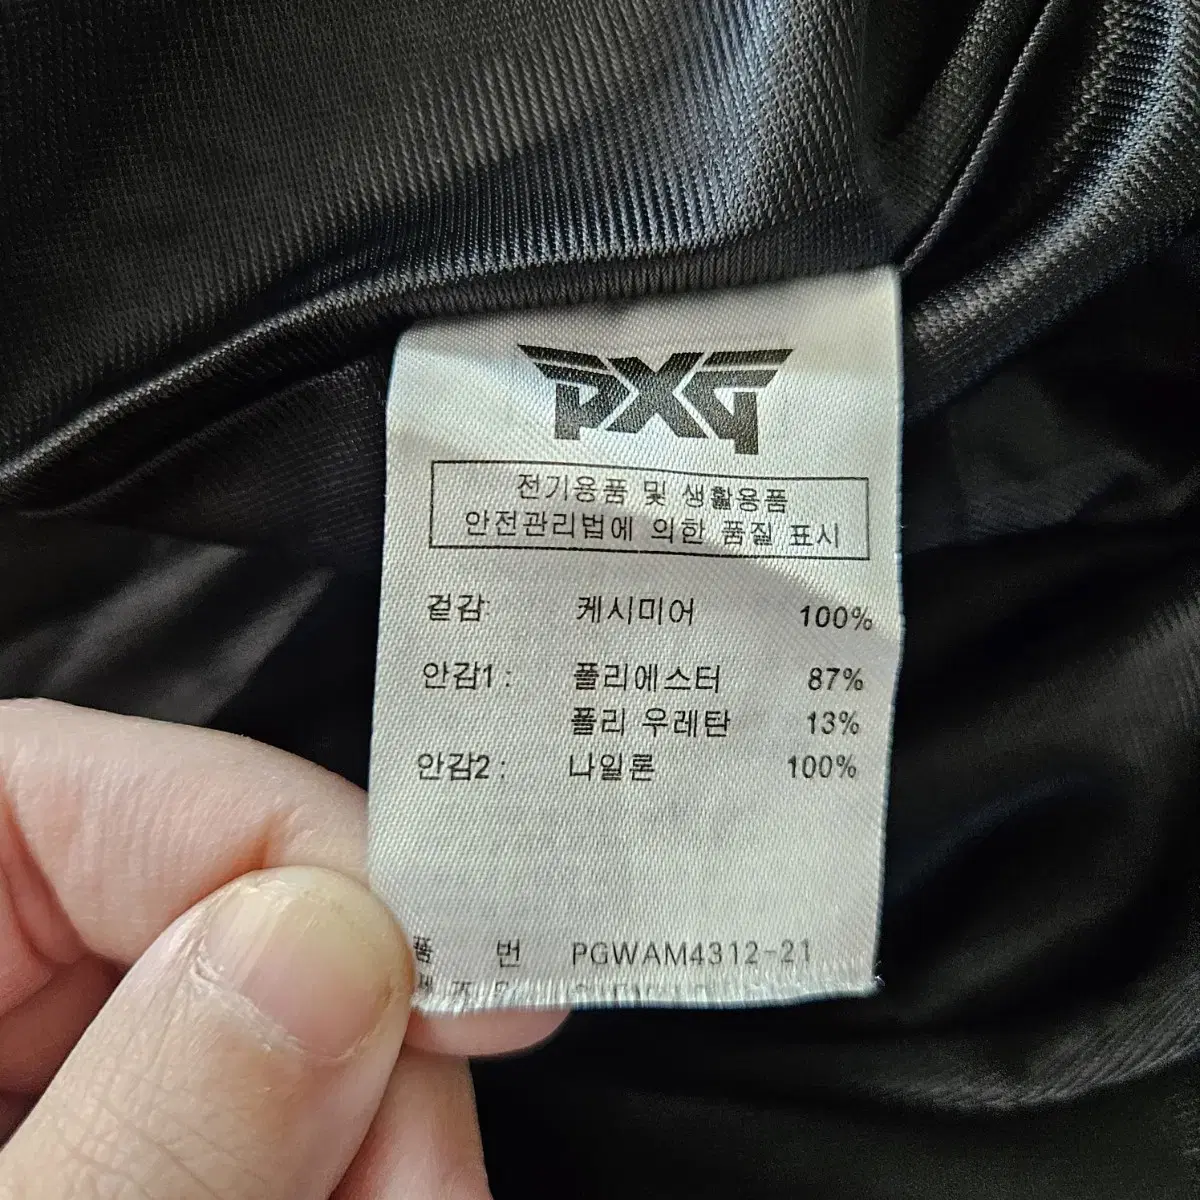 PXG
전기용품 및 생활용품
안전관리법에 의한 품질 표시
겉감: 케시미어 100%
안감1 : 폴리에스터 87%
폴리 우레탄 13%
안감2 : 나일론 100%
품 번 PGWAM4312-21